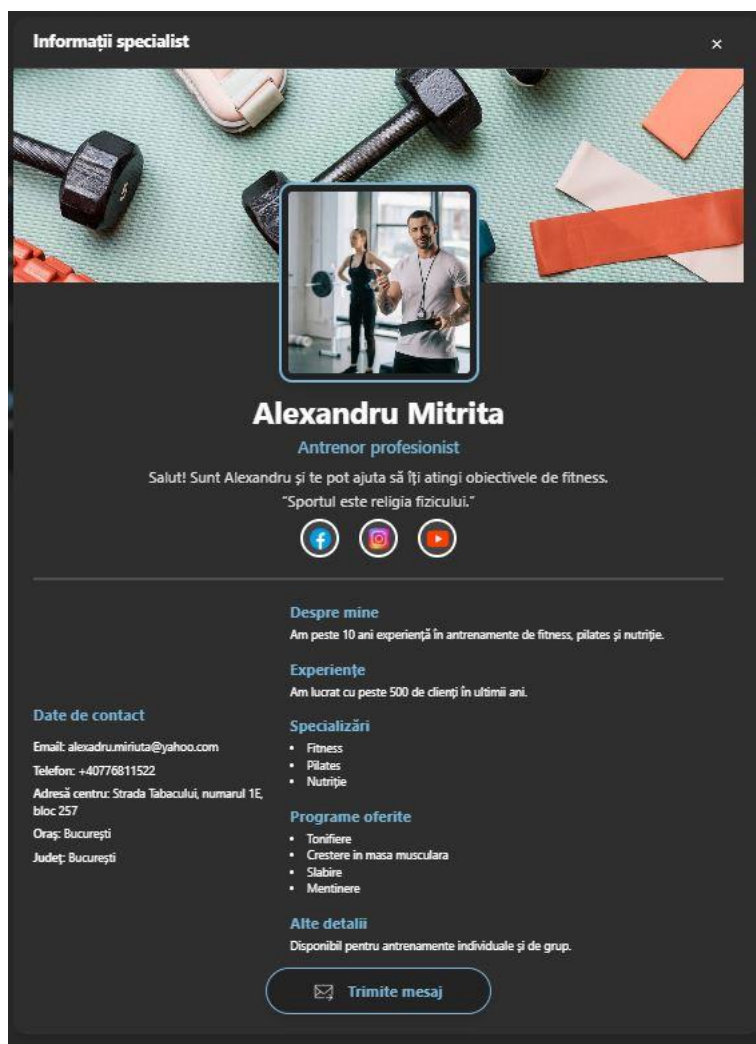 Informații specialist
Alexandru Mitrita
Antrenor profesionist
Salut! Sunt Alexandru și te pot ajuta să îți atingi obiectivele de fitness.
"Sportul este religia fizicului."
Date de contact
Email: alexadru.miriuta@yahoo.com
Telefon: +40776811522
Adresă centru: Strada Tabacului, numarul 1E,
bloc 257
Oraș: București
Județ: București
Despre mine
Am peste 10 ani experiență în antrenamente de fitness, pilates și nutriție.
Experiențe
Am lucrat cu peste 500 de clienți în ultimii ani.
Specializări
• Fitness
• Pilates
• Nutriție
Programe oferite
• Tonifiere
• Crestere in masa musculara
• Slabire
• Mentinere
Alte detalii
Disponibil pentru antrenamente individuale și de grup.
Trimite mesaj